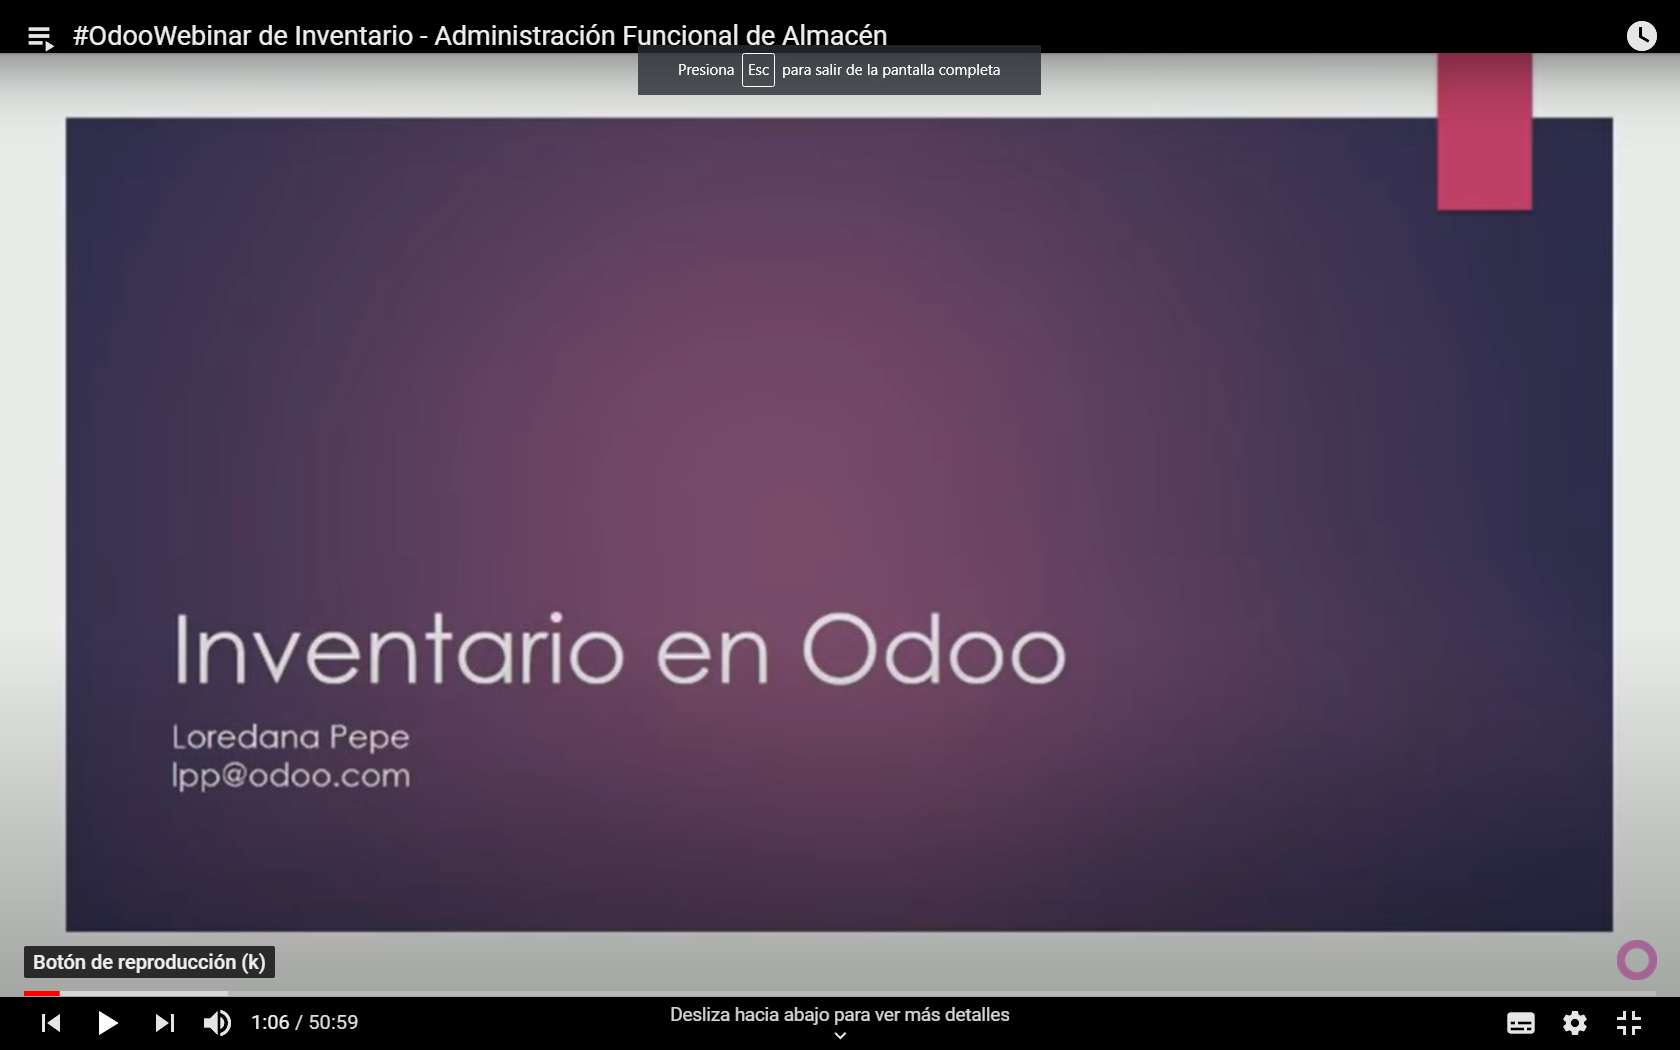 #OdooWebinar de Inventario - Administración Funcional de Almacén
Presiona Esc para salir de la pantalla completa
Inventario en Odoo
Loredana Pepe
lpp@odoo.com
Botón de reproducción (k)
1:06 / 50:59
Desliza hacia abajo para ver más detalles